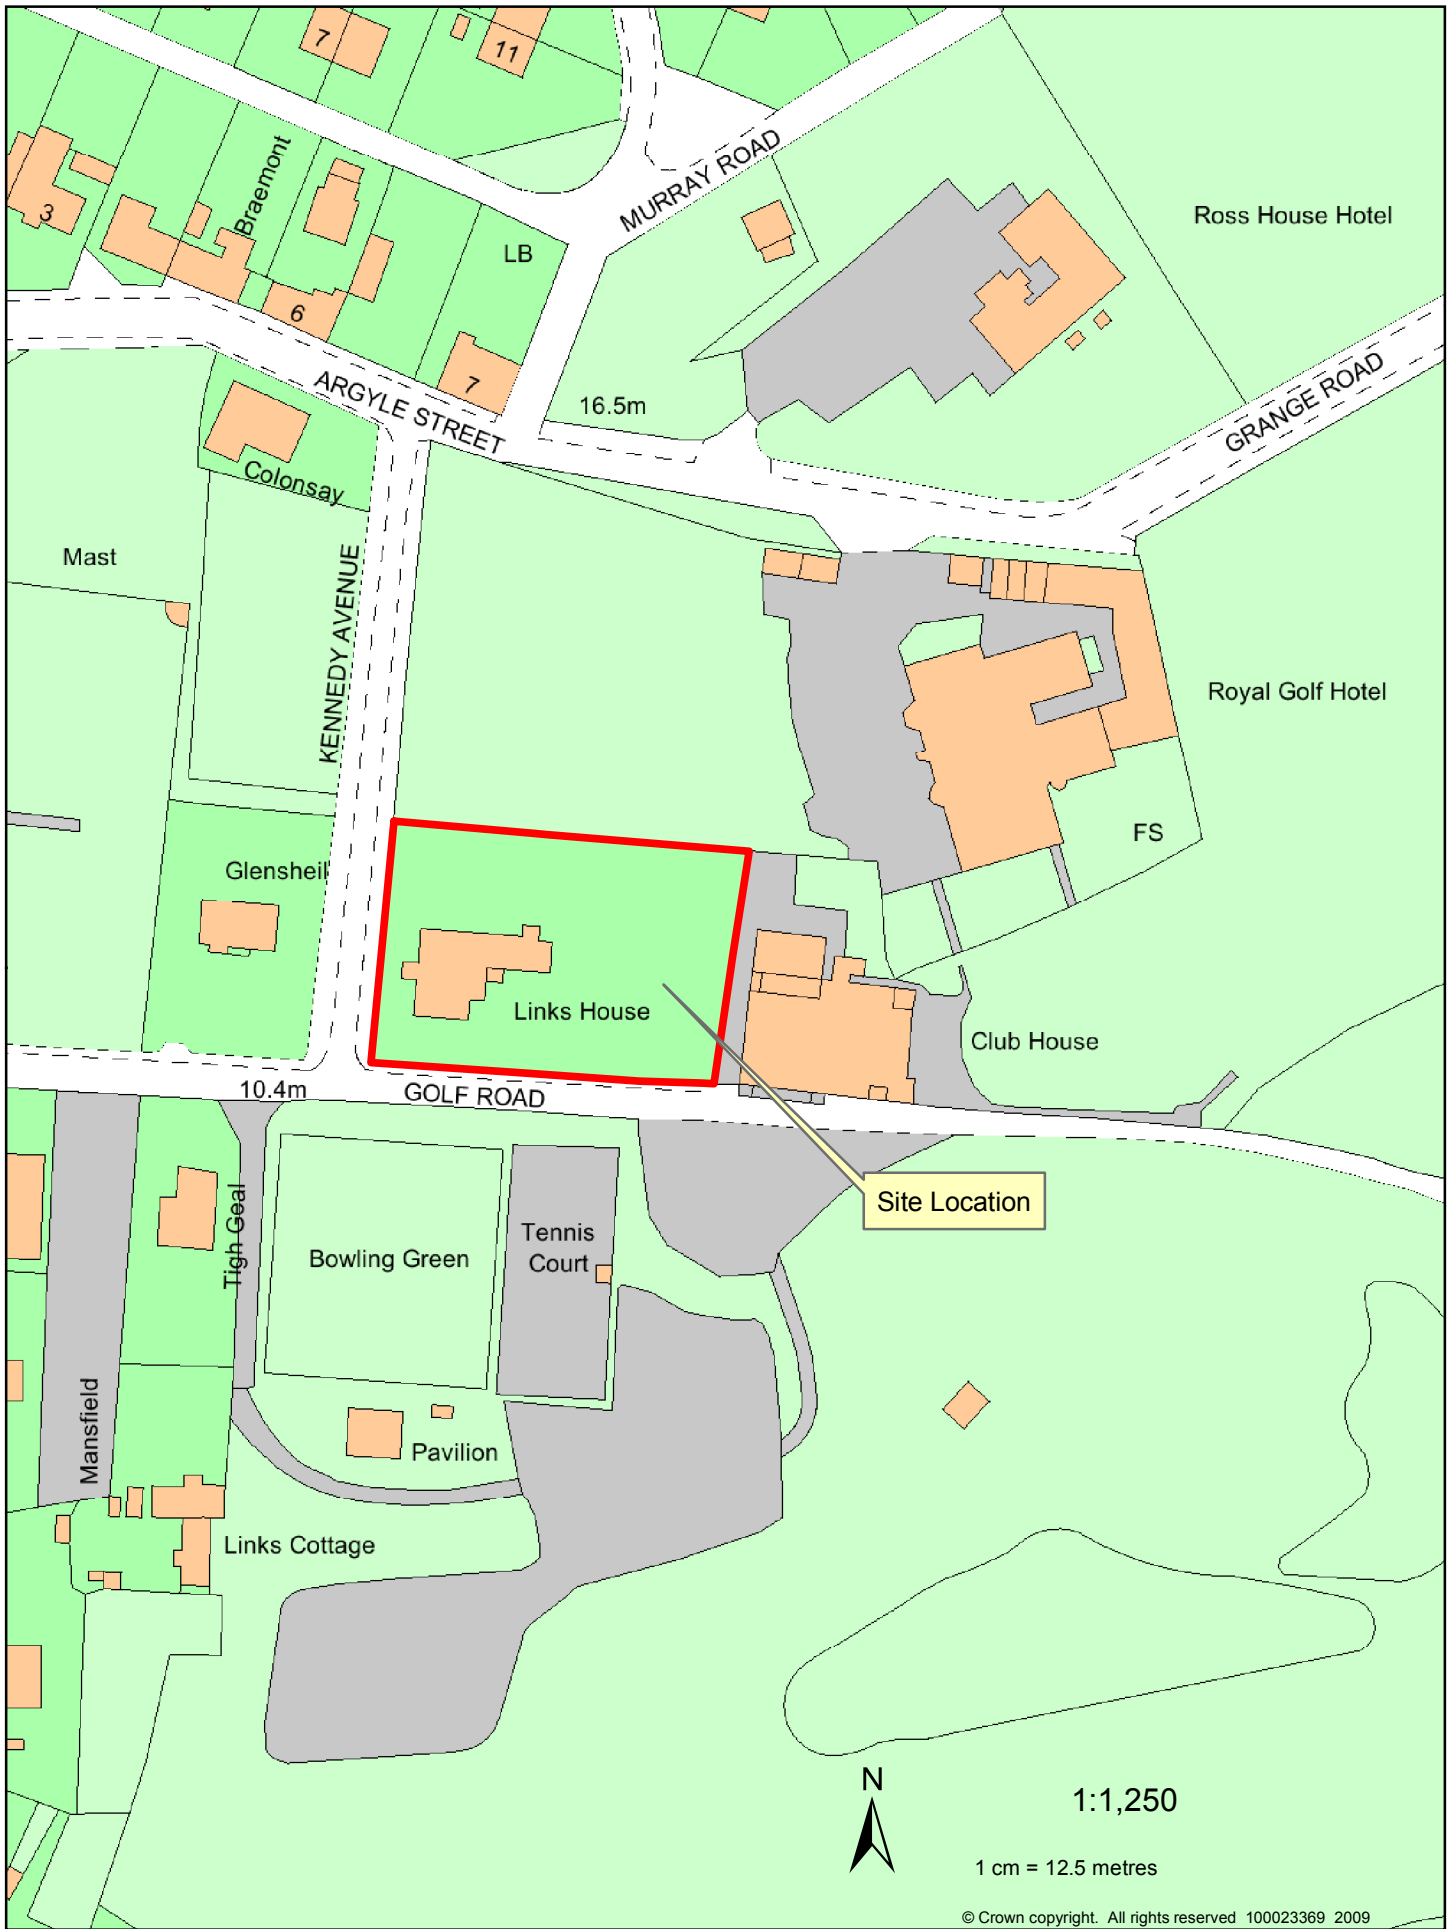 7
11
MURRAY ROAD
Braemont
3
Ross House Hotel
LB
6
7
16.5m
ARGYLE STREET
GRANGE ROAD
Colonsay
Mast
KENNEDY AVENUE
Royal Golf Hotel
FS
Glensheil
Links House
Club House
10.4m
GOLF ROAD
Site Location
Tigh Geal
Bowling Green
Tennis
Court
Mansfield
Pavilion
Links Cottage
N
1:1,250
1 cm = 12.5 metres
© Crown copyright. All rights reserved 100023369 2009